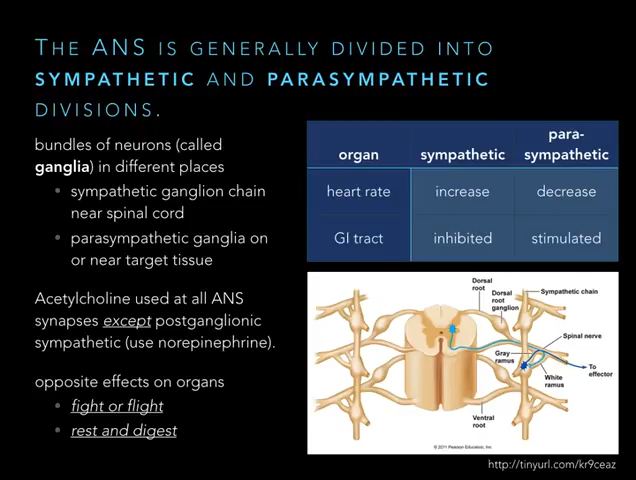 THE ANS IS GENERALLY DIVIDED INTO
SYMPATHETIC AND PARASYMPATHETIC
DIVISIONS.
bundles of neurons (called
ganglia) in different places
• sympathetic ganglion chain
near spinal cord
• parasympathetic ganglia on
or near target tissue
Acetylcholine used at all ANS
synapses except postganglionic
sympathetic (use norepinephrine).
opposite effects on organs
• fight or flight
• rest and digest
organ sympathetic para-
sympathetic
heart rate increase decrease
GI tract inhibited stimulated
Dorsal
root
Dorsal
root
ganglion
Sympathetic chain
Spinal nerve
Gray
ramus
To
effector
White
ramus
Ventral
root
© 2011 Pearson Education, Inc.
http://tinyurl.com/kr9ceaz